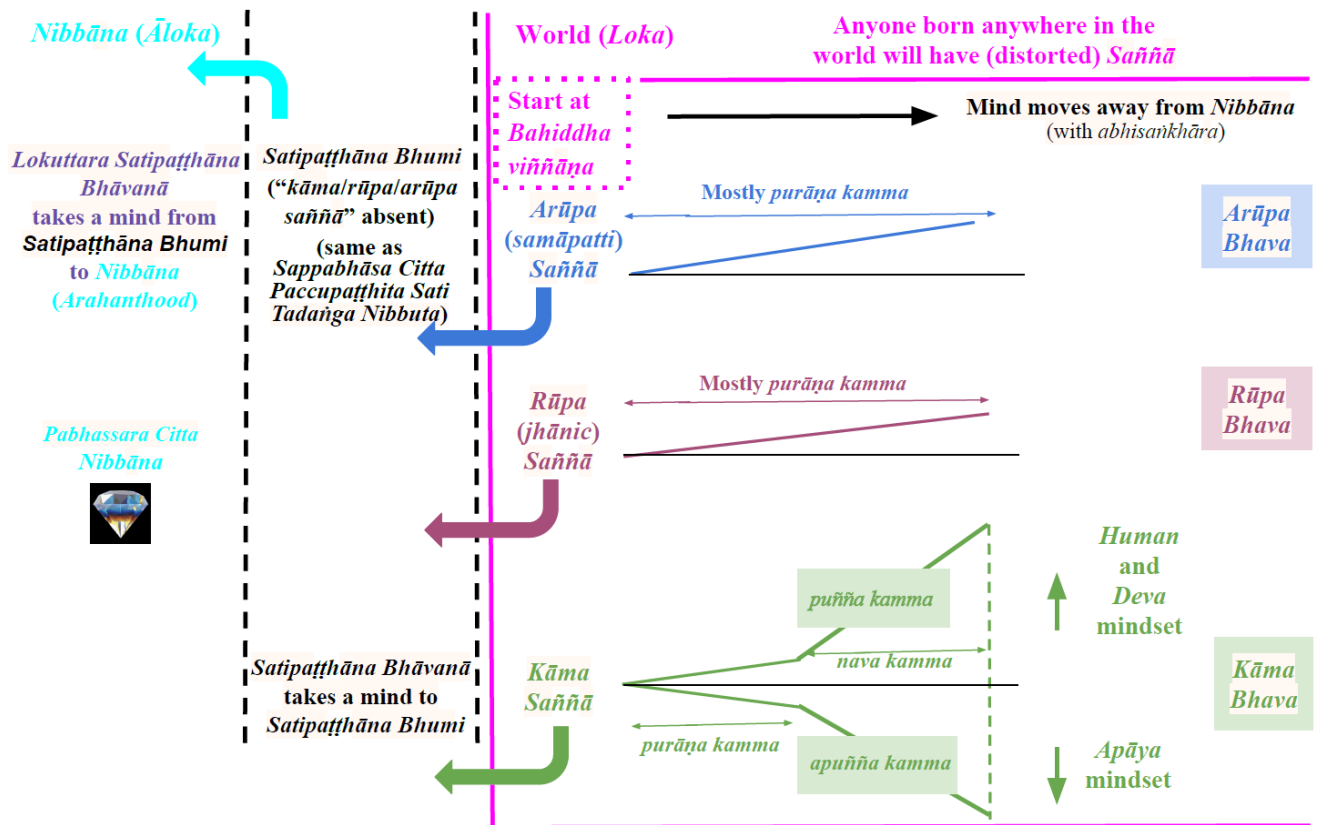 Nibbāna (Āloka)
World (Loka)
Anyone born anywhere in the
world will have (distorted) Saññā
Start at
Bahiddha
viññāṇa
Mind moves away from Nibbāna
(with abhisaṅkhāra)
Lokuttara Satipaṭṭhāna
Bhāvanā
takes a mind from
Satipaṭṭhāna Bhumi
to Nibbāna
(Arahanthood)
Satipaṭṭhāna Bhumi
(“kāma/rūpa/arūpa
saññā” absent)
(same as
Sappabhāsa Citta
Paccupaṭṭhita Sati
Tadaṅga Nibbuta)
Arūpa
(samāpatti)
Saññā
Mostly purāṇa kamma
Arūpa
Bhava
Rūpa
(jhānic)
Saññā
Mostly purāṇa kamma
Rūpa
Bhava
Pabhassara Citta
Nibbāna
Satipaṭṭhāna Bhāvanā
takes a mind to
Satipaṭṭhāna Bhumi
Kāma
Saññā
puñña kamma
nava kamma
purāṇa kamma
apuñña kamma
Human
and
Deva
mindset
Kāma
Bhava
Apāya
mindset